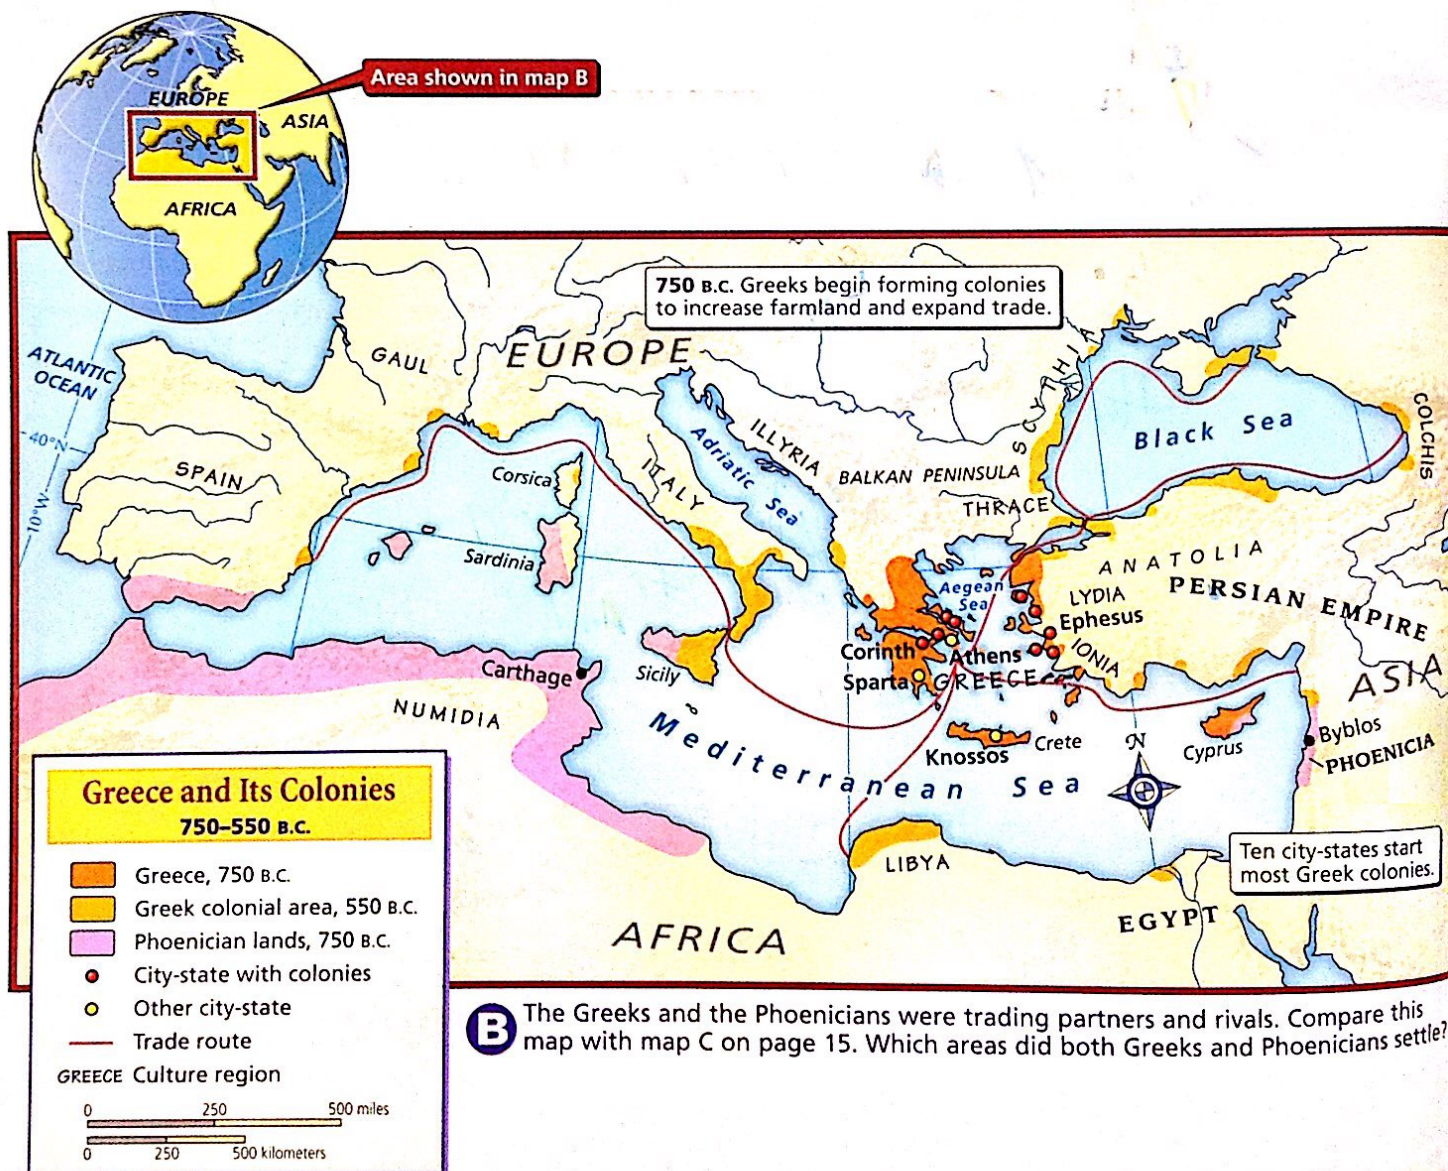 Area shown in map B
EUROPE
ASIA
AFRICA
750 B.C. Greeks begin forming colonies
to increase farmland and expand trade.
ATLANTIC
OCEAN
GAUL
EUROPE
SCYTHIA
40°N
10°W
SPAIN
Corsica
ITALY
Adriatic Sea
ILLYRIA
BALKAN PENINSULA
THRACE
Black Sea
COLCHIS
Sardinia
Aegean
Sea
ANATOLIA
LYDIA
PERSIAN EMPIRE
Ephesus
IONIA
Corinth
Athens
Sparta
GREECE
ASIA
Carthage
Sicily
NUMIDIA
Mediterranean Sea
Knossos
Crete
N
Cyprus
Byblos
PHOENICIA
LIBYA
Ten city-states start
most Greek colonies.
EGYPT
AFRICA
Greece and Its Colonies
750–550 B.C.
Greece, 750 B.C.
Greek colonial area, 550 B.C.
Phoenician lands, 750 B.C.
City-state with colonies
Other city-state
Trade route
GREECE Culture region
0 250 500 miles
0 250 500 kilometers
B The Greeks and the Phoenicians were trading partners and rivals. Compare this
map with map C on page 15. Which areas did both Greeks and Phoenicians settle?